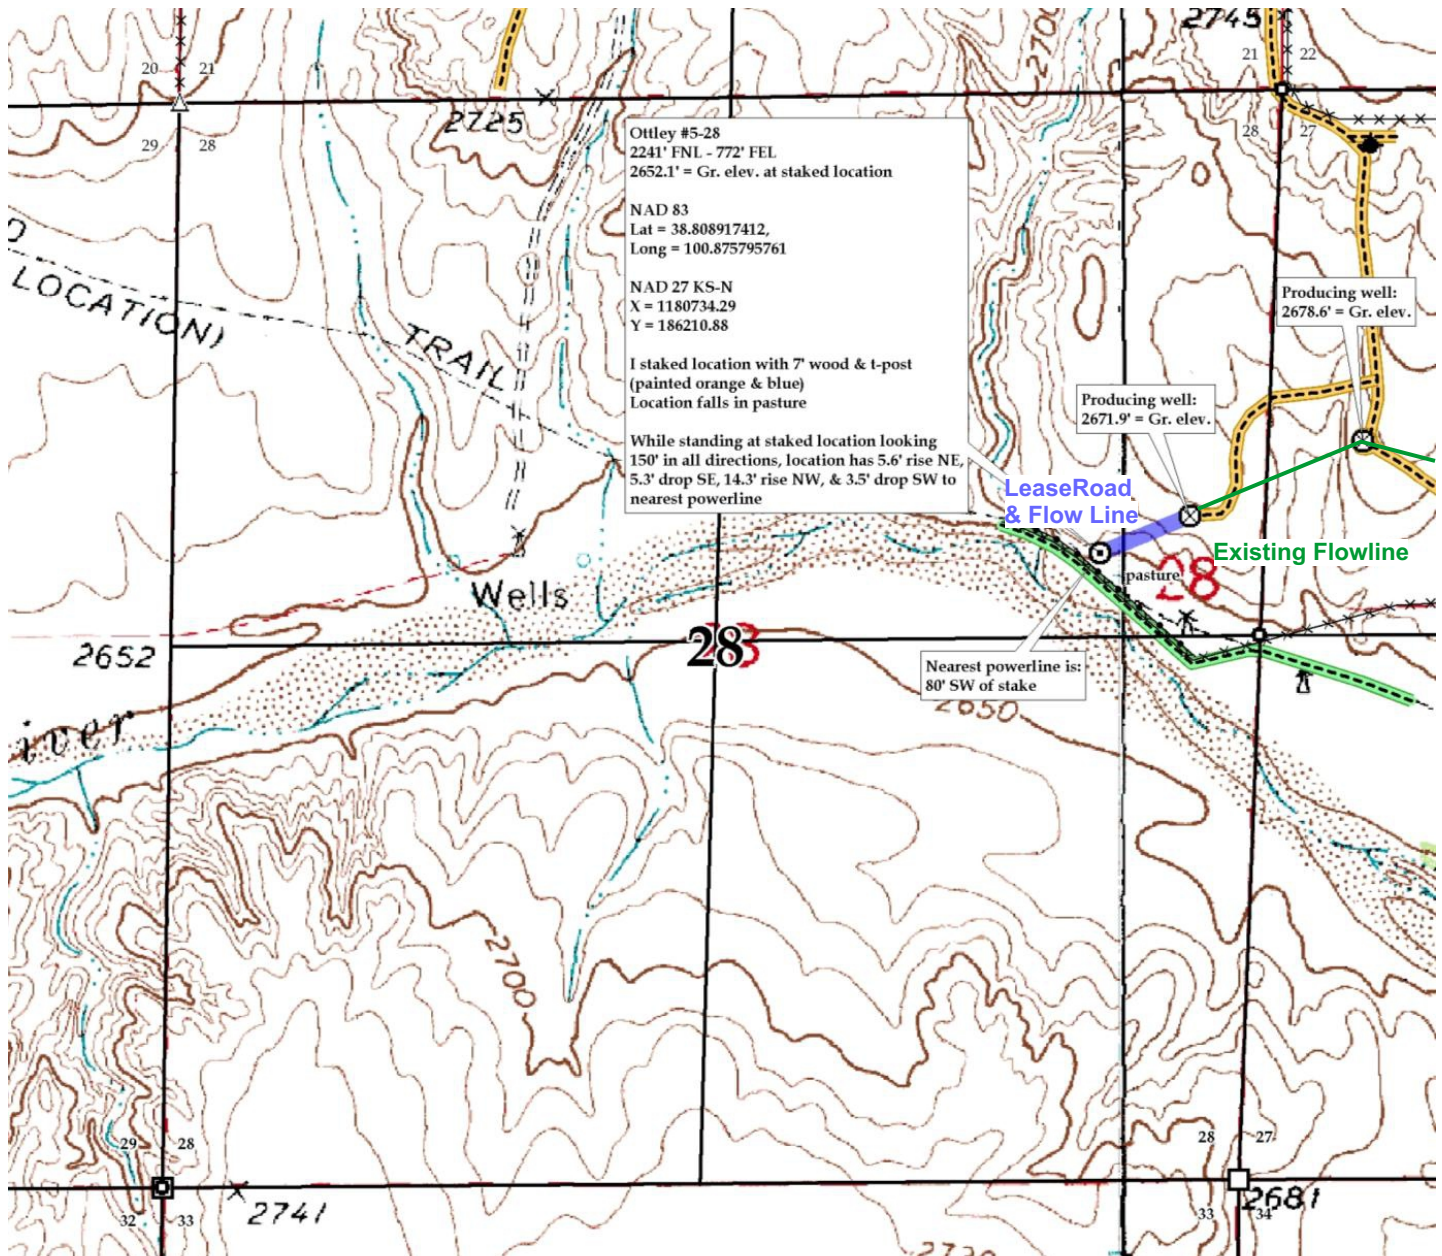 2745
20 21
21 22
2725
29 28
28 27
Ottley #5-28
2241' FNL - 772' FEL
2652.1' = Gr. elev. at staked location
NAD 83
Lat = 38.808917412,
Long = 100.875795761
NAD 27 KS-N
X = 1180734.29
Y = 186210.88
I staked location with 7' wood & t-post
(painted orange & blue)
Location falls in pasture
While standing at staked location looking
150' in all directions, location has 5.6' rise NE,
5.3' drop SE, 14.3' rise NW, & 3.5' drop SW to
nearest powerline
LOCATION)
TRAIL
Producing well:
2678.6' = Gr. elev.
Producing well:
2671.9' = Gr. elev.
LeaseRoad
& Flow Line
Existing Flowline
pasture
28
Wells
2652
28
Nearest powerline is:
80' SW of stake
iver
2650
2700
29 28
28 27
2741
2681
32 33
33 34